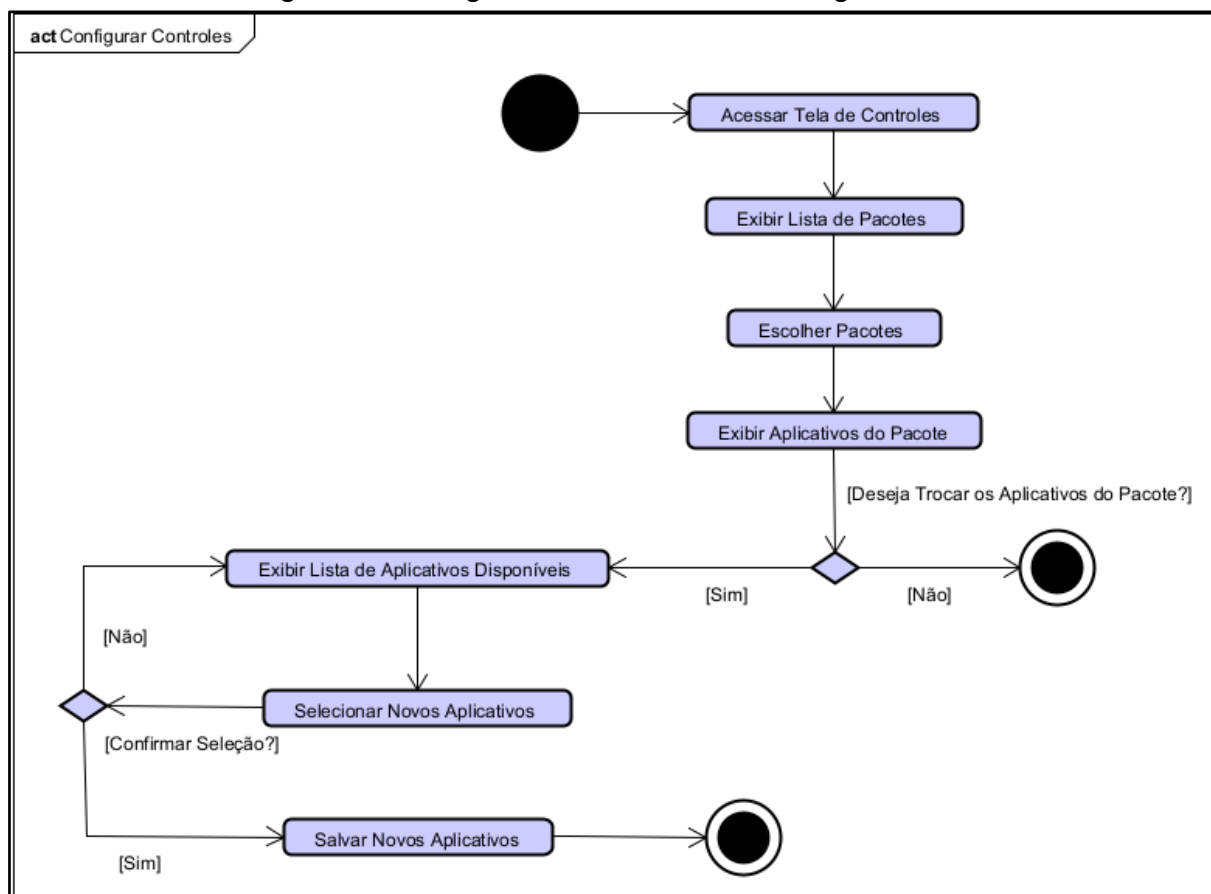 act Configurar Controles
Acessar Tela de Controles
Exibir Lista de Pacotes
Escolher Pacotes
Exibir Aplicativos do Pacote
[Deseja Trocar os Aplicativos do Pacote?]
Exibir Lista de Aplicativos Disponíveis
[Sim]
[Não]
[Não]
Selecionar Novos Aplicativos
[Confirmar Seleção?]
Salvar Novos Aplicativos
[Sim]